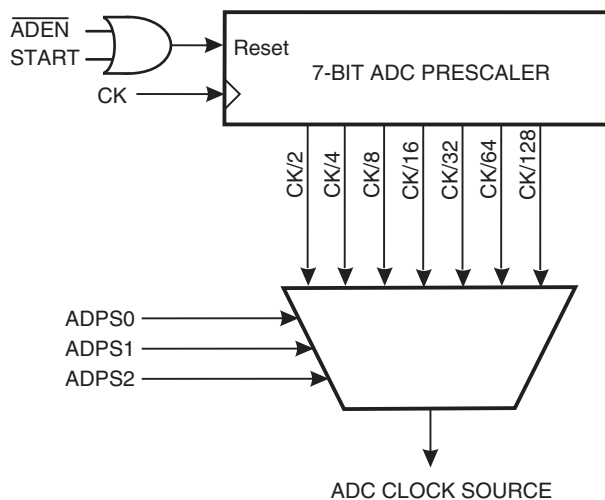 ADEN
START
Reset
7-BIT ADC PRESCALER
CK
CK/2
CK/4
CK/8
CK/16
CK/32
CK/64
CK/128
ADPS0
ADPS1
ADPS2
ADC CLOCK SOURCE